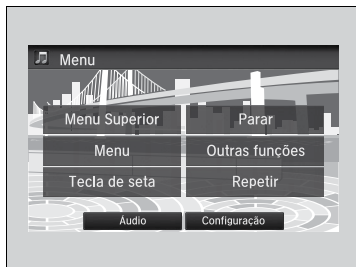 Menu
Menu Superior
Parar
Menu
Outras funções
Tecla de seta
Repetir
Áudio
Configuração